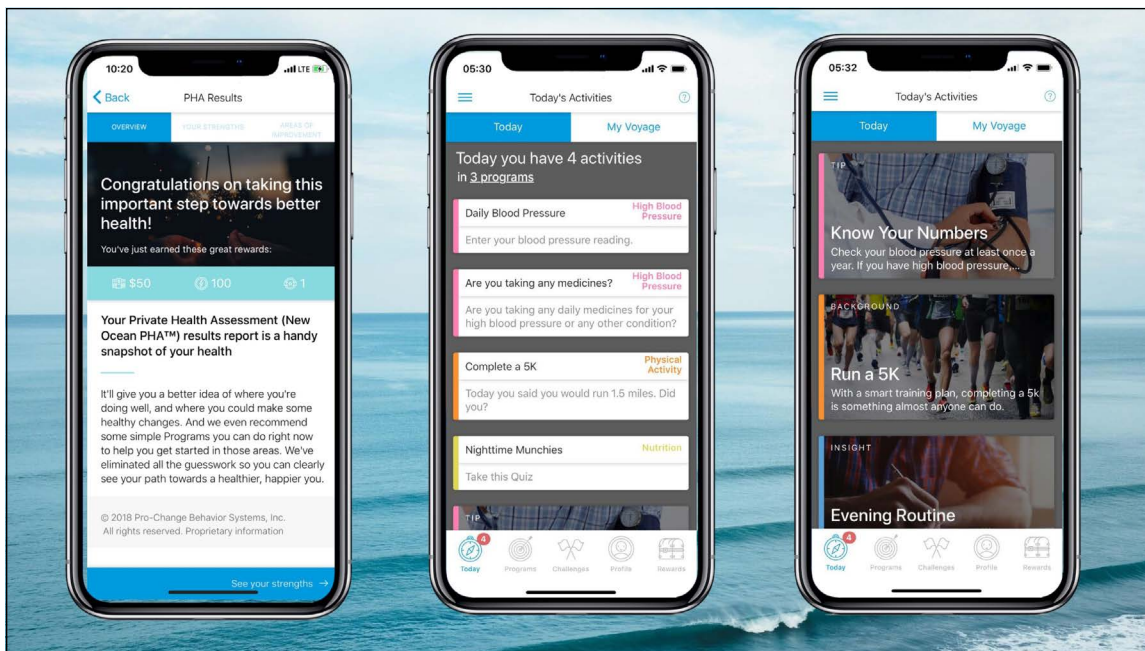 10:20
LTE
Back
PHA Results
OVERVIEW
YOUR STRENGTHS
AREAS OF
IMPROVEMENT
Congratulations on taking this
important step towards better
health!
You've just earned these great rewards:
$50
100
1
Your Private Health Assessment (New
Ocean PHA™) results report is a handy
snapshot of your health
It'll give you a better idea of where you're
doing well, and where you could make some
healthy changes. And we even recommend
some simple Programs you can do right now
to help you get started in those areas. We've
eliminated all the guesswork so you can clearly
see your path towards a healthier, happier you.
© 2018 Pro-Change Behavior Systems, Inc.
All rights reserved. Proprietary information
See your strengths →
05:30
Today's Activities
?
Today
My Voyage
Today you have 4 activities
in 3 programs
Daily Blood Pressure
High Blood
Pressure
Enter your blood pressure reading.
Are you taking any medicines?
High Blood
Pressure
Are you taking any daily medicines for your
high blood pressure or any other condition?
Complete a 5K
Physical
Activity
Today you said you would run 1.5 miles. Did
you?
Nighttime Munchies
Nutrition
Take this Quiz
TIP
4
Today
Programs
Challenges
Profile
Rewards
05:32
Today's Activities
?
Today
My Voyage
TIP
Know Your Numbers
Check your blood pressure at least once a
year. If you have high blood pressure,...
BACKGROUND
Run a 5K
With a smart training plan, completing a 5k
is something almost anyone can do.
INSIGHT
Evening Routine
4
Today
Programs
Challenges
Profile
Rewards